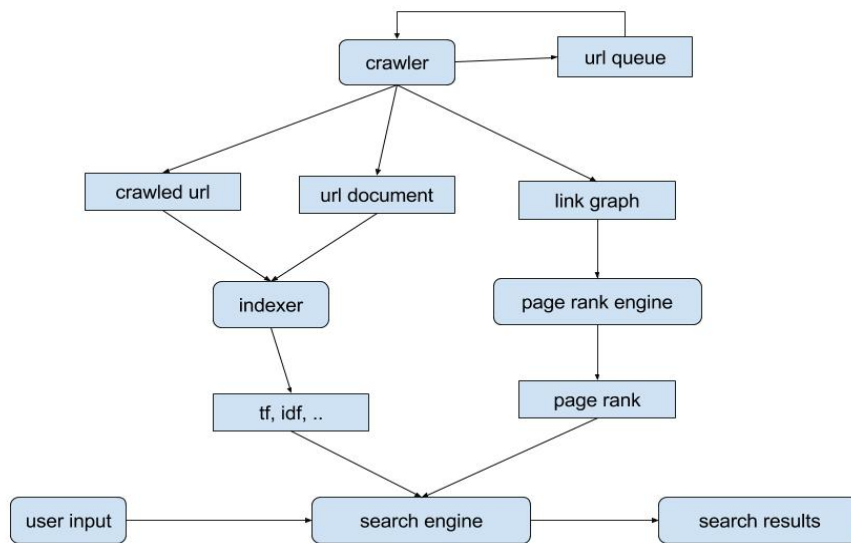 crawler
url queue
crawled url
url document
link graph
indexer
page rank engine
tf, idf, ..
page rank
user input
search engine
search results